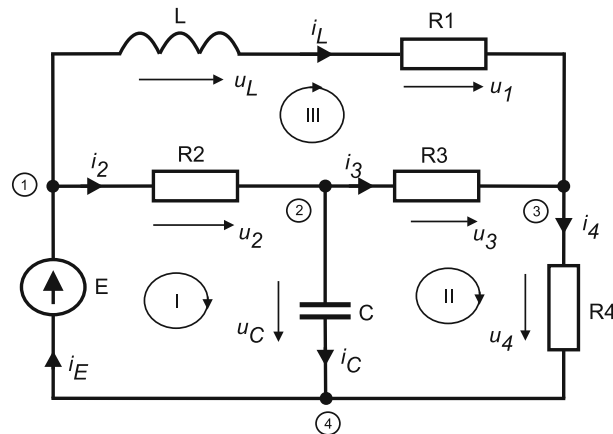 L i_L R1
u_L u_1
III
1 i_2 R2 i_3 R3
2 3
u_2 u_3 i_4
E I II
C R4
u_C u_4
i_E i_C
4